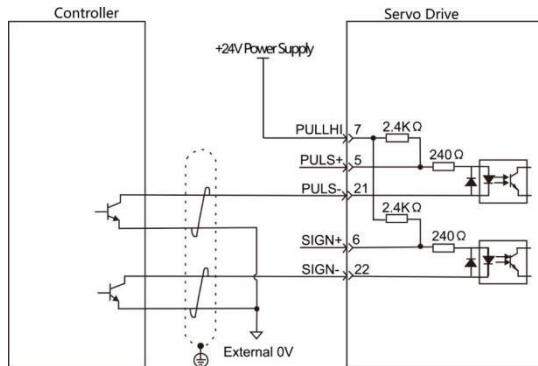 Controller
Servo Drive
+24V Power Supply
PULLHI 7 2.4KΩ
PULS+ 5 240Ω
PULS- 21
2.4KΩ
SIGN+ 6 240Ω
SIGN- 22
External 0V